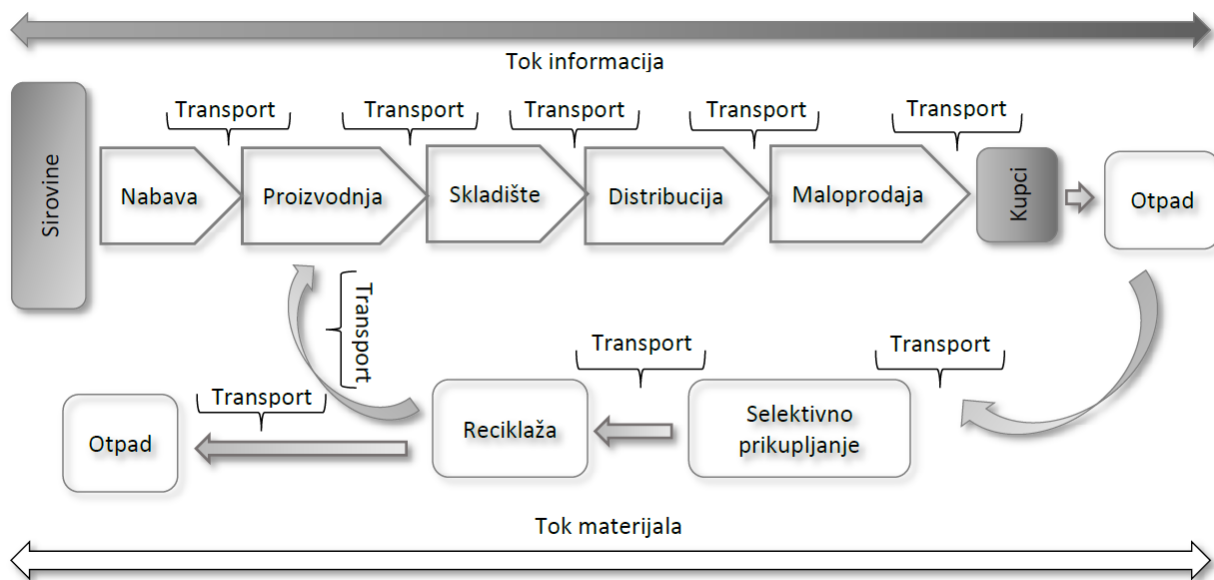 Tok informacija
Transport
Transport
Transport
Transport
Transport
Sirovine
Nabava
Proizvodnja
Skladište
Distribucija
Maloprodaja
Kupci
Otpad
Transport
Transport
Transport
Transport
Otpad
Reciklaža
Selektivno
prikupljanje
Tok materijala